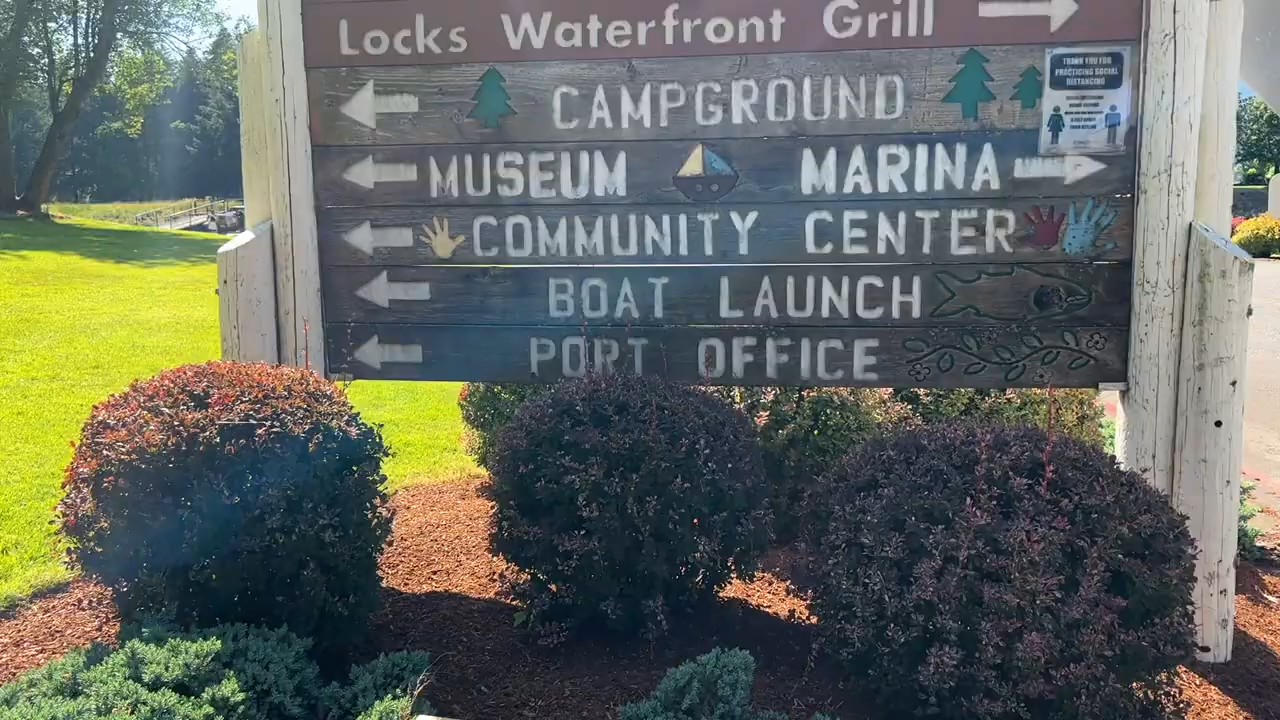 Locks Waterfront Grill
CAMPGROUND
THANK YOU FOR
PRACTICING SOCIAL
DISTANCING
MUSEUM MARINA
COMMUNITY CENTER
BOAT LAUNCH
PORT OFFICE